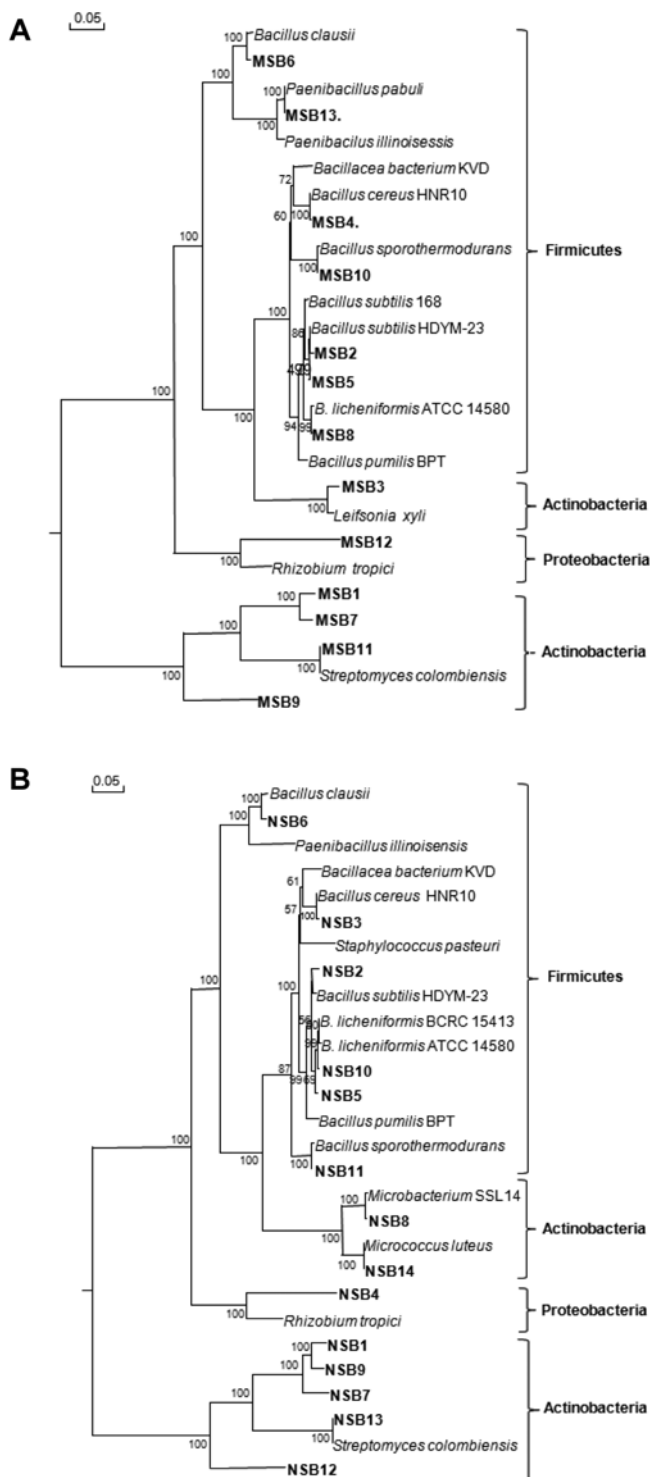 0.05
A
100
Bacillus clausii
MSB6
100
100
Paenibacillus pabuli
MSB13.
100
Paenibacilus illinoisessis
100
72
Bacillacea bacterium KVD
60
Bacillus cereus HNR10
100
MSB4.
Bacillus sporothermodurans
100
MSB10
Firmicutes
100
Bacillus subtilis 168
86
Bacillus subtilis HDYM-23
MSB2
MSB5
100
B. licheniformis ATCC 14580
94
99
MSB8
Bacillus pumilis BPT
100
MSB3
100
Leifsonia xyli
Actinobacteria
100
MSB12
100
Rhizobium tropici
Proteobacteria
MSB1
100
MSB7
100
MSB11
100
Streptomyces colombiensis
100
MSB9
Actinobacteria
B
0.05
Bacillus clausii
100
100
NSB6
100
Paenibacillus illinoisensis
61
Bacillacea bacterium KVD
57
Bacillus cereus HNR10
100
NSB3
Staphylococcus pasteuri
Firmicutes
100
NSB2
Bacillus subtilis HDYM-23
56
B. licheniformis BCRC 15413
B. licheniformis ATCC 14580
87
99
NSB10
NSB5
Bacillus pumilis BPT
Bacillus sporothermodurans
100
NSB11
100
100
Microbacterium SSL14
100
NSB8
100
Micrococcus luteus
100
NSB14
Actinobacteria
100
NSB4
100
Rhizobium tropici
Proteobacteria
NSB1
100
NSB9
100
NSB7
100
NSB13
100
Streptomyces colombiensis
100
NSB12
Actinobacteria